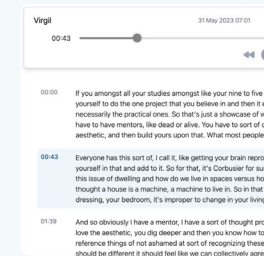 Virgil
31 May 2023 07:01
00:43
00:00
If you amongst all your studies amongst like your nine to five
yourself to do the one project that you believe in and then it e
necessarily the practical ones. So that's just a showcase of w
have to have mentors, like dead or alive. You have to sort of c
aesthetic, and then build yours upon that. What most people
00:43
Everyone has this sort of, I call it, like getting your brain repro
yourself in that and add to it. So for that, it's Corbusier for su
this issue of dwelling and how do we live in spaces versus ho
thought a house is a machine, a machine to live in. So in that
dressing, your bedroom, it's improper to change in your living
01:39
And so obviously I have a mentor, I have a sort of thought pro
love the aesthetic, you dig deeper and then you know how to
reference things of not ashamed at sort of recognizing these
should be different it should feel like we can collectively agre